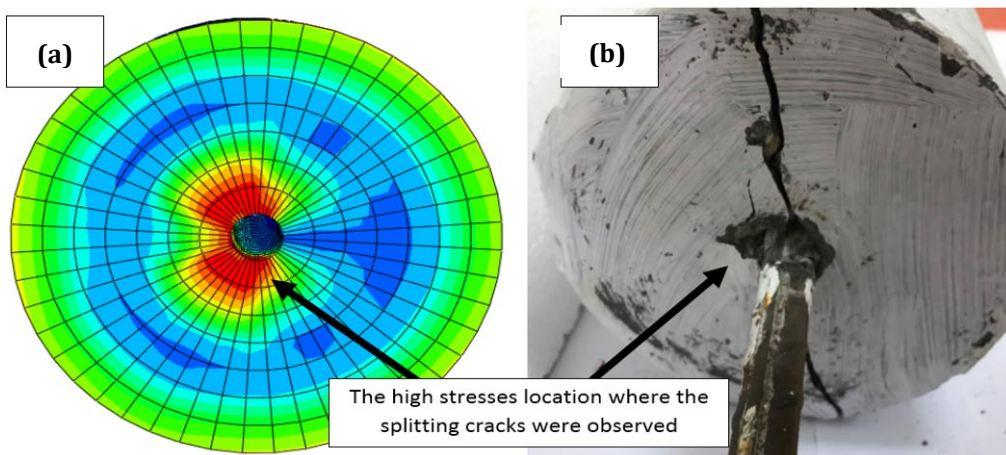 (a)
(b)
The high stresses location where the
splitting cracks were observed